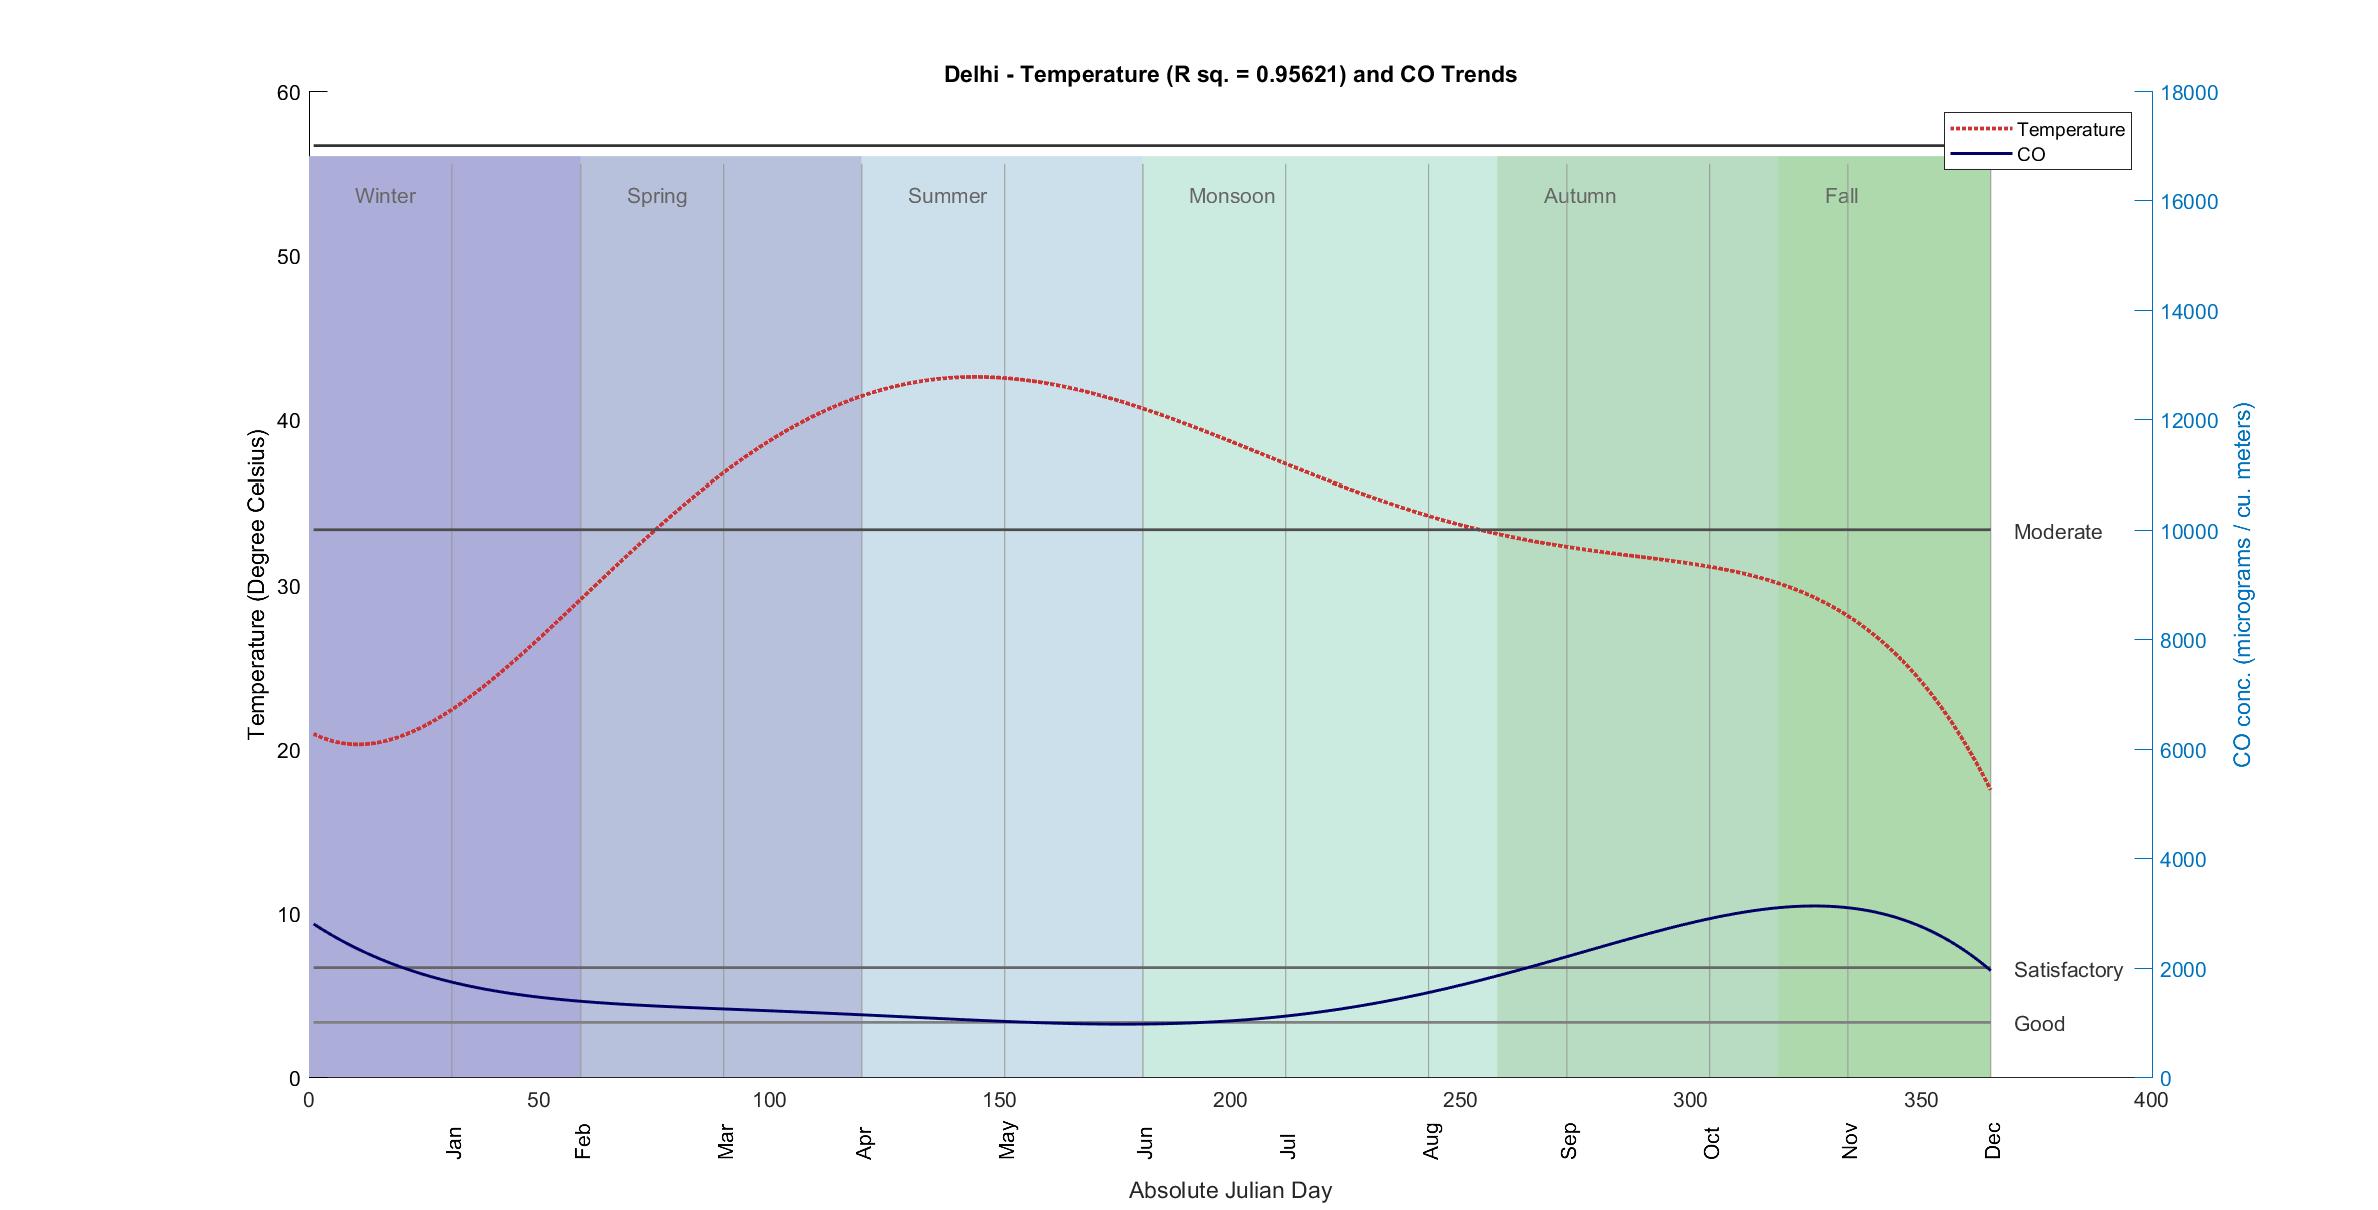 Delhi - Temperature (R sq. = 0.95621) and CO Trends
60
50
40
30
20
10
0
Temperature (Degree Celsius)
18000
16000
14000
12000
10000
8000
6000
4000
2000
0
CO conc. (micrograms / cu. meters)
Temperature
CO
Winter
Spring
Summer
Monsoon
Autumn
Fall
Moderate
Satisfactory
Good
0 50 100 150 200 250 300 350 400
Jan Feb Mar Apr May Jun Jul Aug Sep Oct Nov Dec
Absolute Julian Day